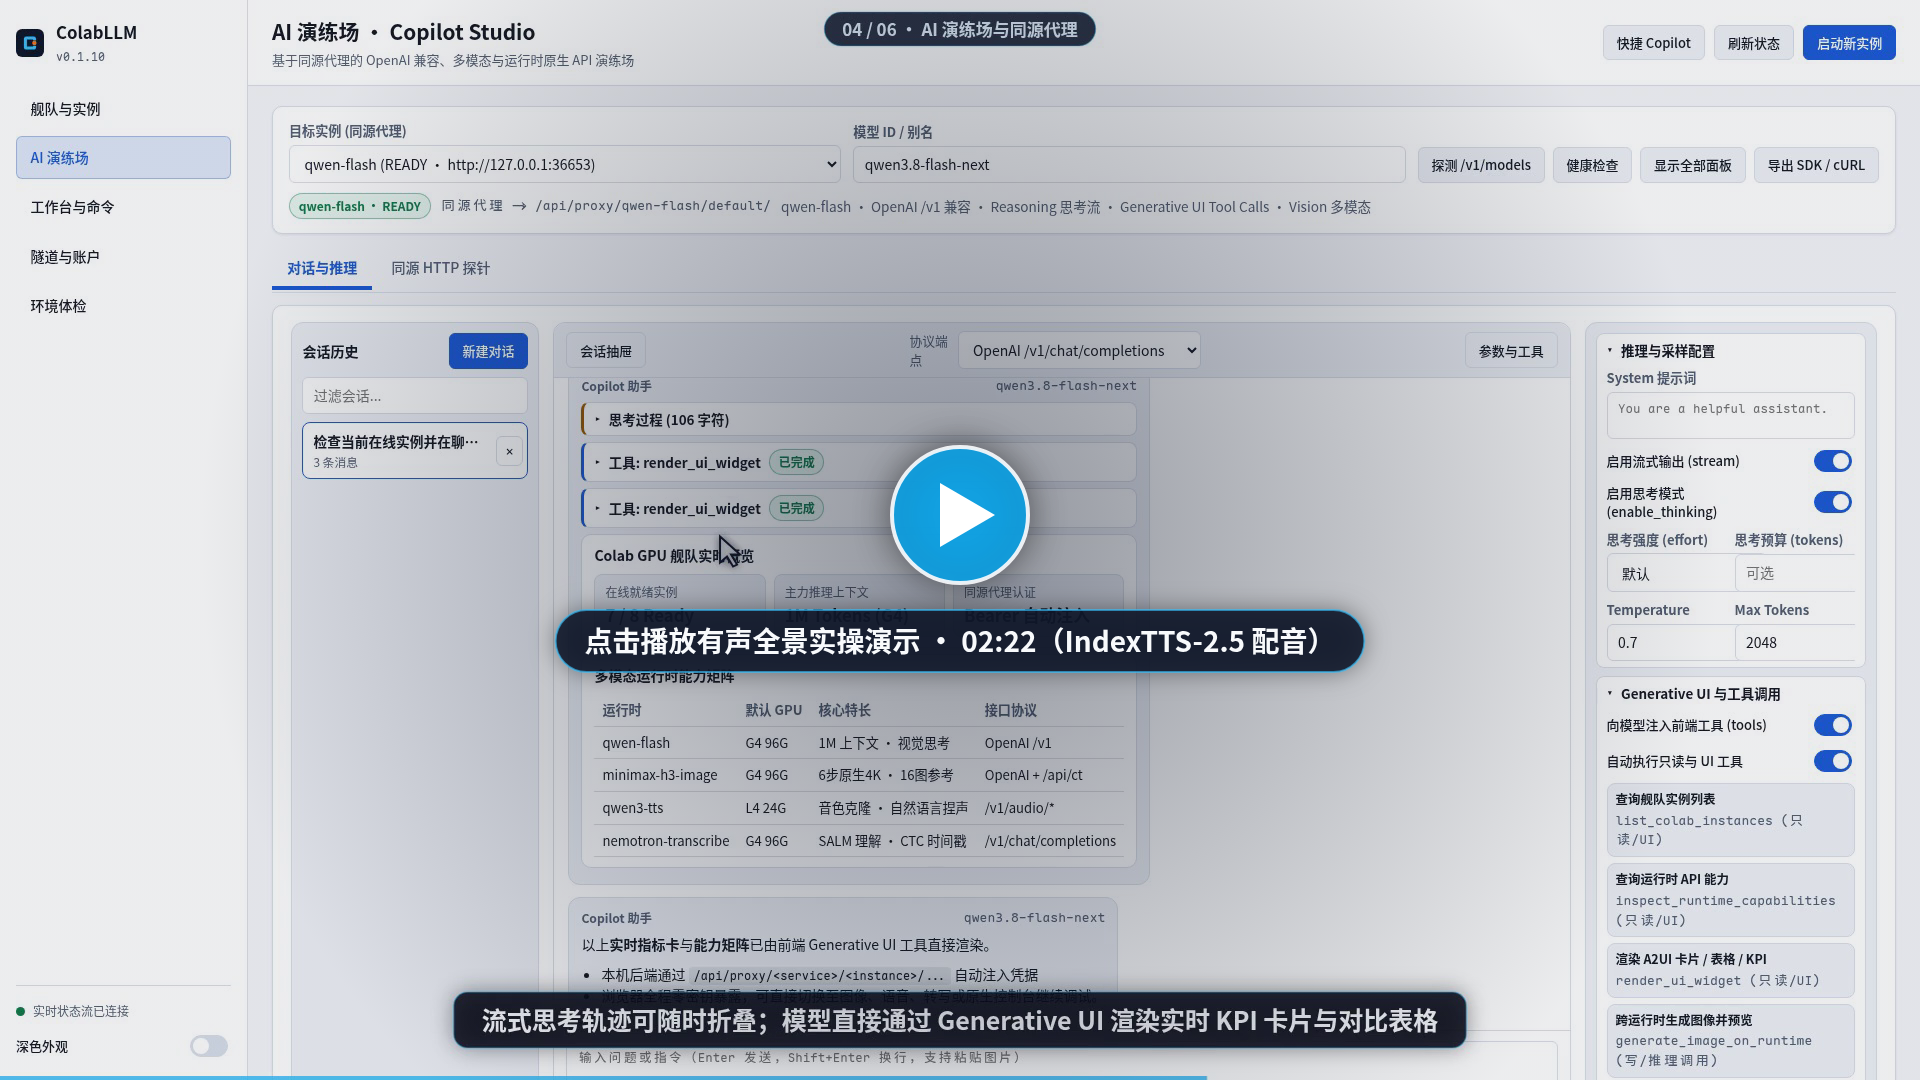 ColabLLM
v0.1.10
舰队与实例
AI 演练场
工作台与命令
隧道与账户
环境体检
实时状态流已连接
深色外观
AI 演练场 · Copilot Studio
基于同源代理的 OpenAI 兼容、多模态与运行时原生 API 演练场
04 / 06 · AI 演练场与同源代理
快捷 Copilot
刷新状态
启动新实例
目标实例 (同源代理)
模型 ID / 别名
qwen-flash (READY · http://127.0.0.1:36653)
qwen3.8-flash-next
探测 /v1/models
健康检查
显示全部面板
导出 SDK / cURL
qwen-flash · READY
同源代理 → /api/proxy/qwen-flash/default/
qwen-flash · OpenAI /v1 兼容 · Reasoning 思考流 · Generative UI Tool Calls · Vision 多模态
对话与推理
同源 HTTP 探针
会话历史
新建对话
过滤会话...
检查当前在线实例并在聊…
3 条消息
×
会话抽屉
协议端点
OpenAI /v1/chat/completions
参数与工具
Copilot 助手
qwen3.8-flash-next
思考过程 (106 字符)
工具: render_ui_widget 已完成
工具: render_ui_widget 已完成
Colab GPU 舰队实时
览
在线就绪实例
主力推理上下文
同源代理认证
7 / 8 Ready
1M Tokens (G4)
Bearer 自动注入
点击播放有声全景实操演示 · 02:22（IndexTTS-2.5 配音）
多模态运行时能力矩阵
运行时 默认 GPU 核心特长 接口协议
qwen-flash G4 96G 1M 上下文 · 视觉思考 OpenAI /v1
minimax-h3-image G4 96G 6步原生4K · 16图参考 OpenAI + /api/ct
qwen3-tts L4 24G 音色克隆 · 自然语言捏声 /v1/audio/*
nemotron-transcribe G4 96G SALM 理解 · CTC 时间戳 /v1/chat/completions
Copilot 助手
qwen3.8-flash-next
以上实时指标卡与能力矩阵已由前端 Generative UI 工具直接渲染。
• 本机后端通过 /api/proxy/<service>/<instance>/... 自动注入凭据
流式思考轨迹可随时折叠；模型直接通过 Generative UI 渲染实时 KPI 卡片与对比表格
输入问题或指令（Enter 发送，Shift+Enter 换行，支持粘贴图片）
推理与采样配置
System 提示词
You are a helpful assistant.
启用流式输出 (stream)
启用思考模式
(enable_thinking)
思考强度 (effort)
思考预算 (tokens)
默认
可选
Temperature
Max Tokens
0.7
2048
Generative UI 与工具调用
向模型注入前端工具 (tools)
自动执行只读与 UI 工具
查询舰队实例列表
list_colab_instances (只
读/UI)
查询运行时 API 能力
inspect_runtime_capabilities
(只读/UI)
渲染 A2UI 卡片 / 表格 / KPI
render_ui_widget (只读/UI)
跨运行时生成图像并预览
generate_image_on_runtime
(写/推理调用)